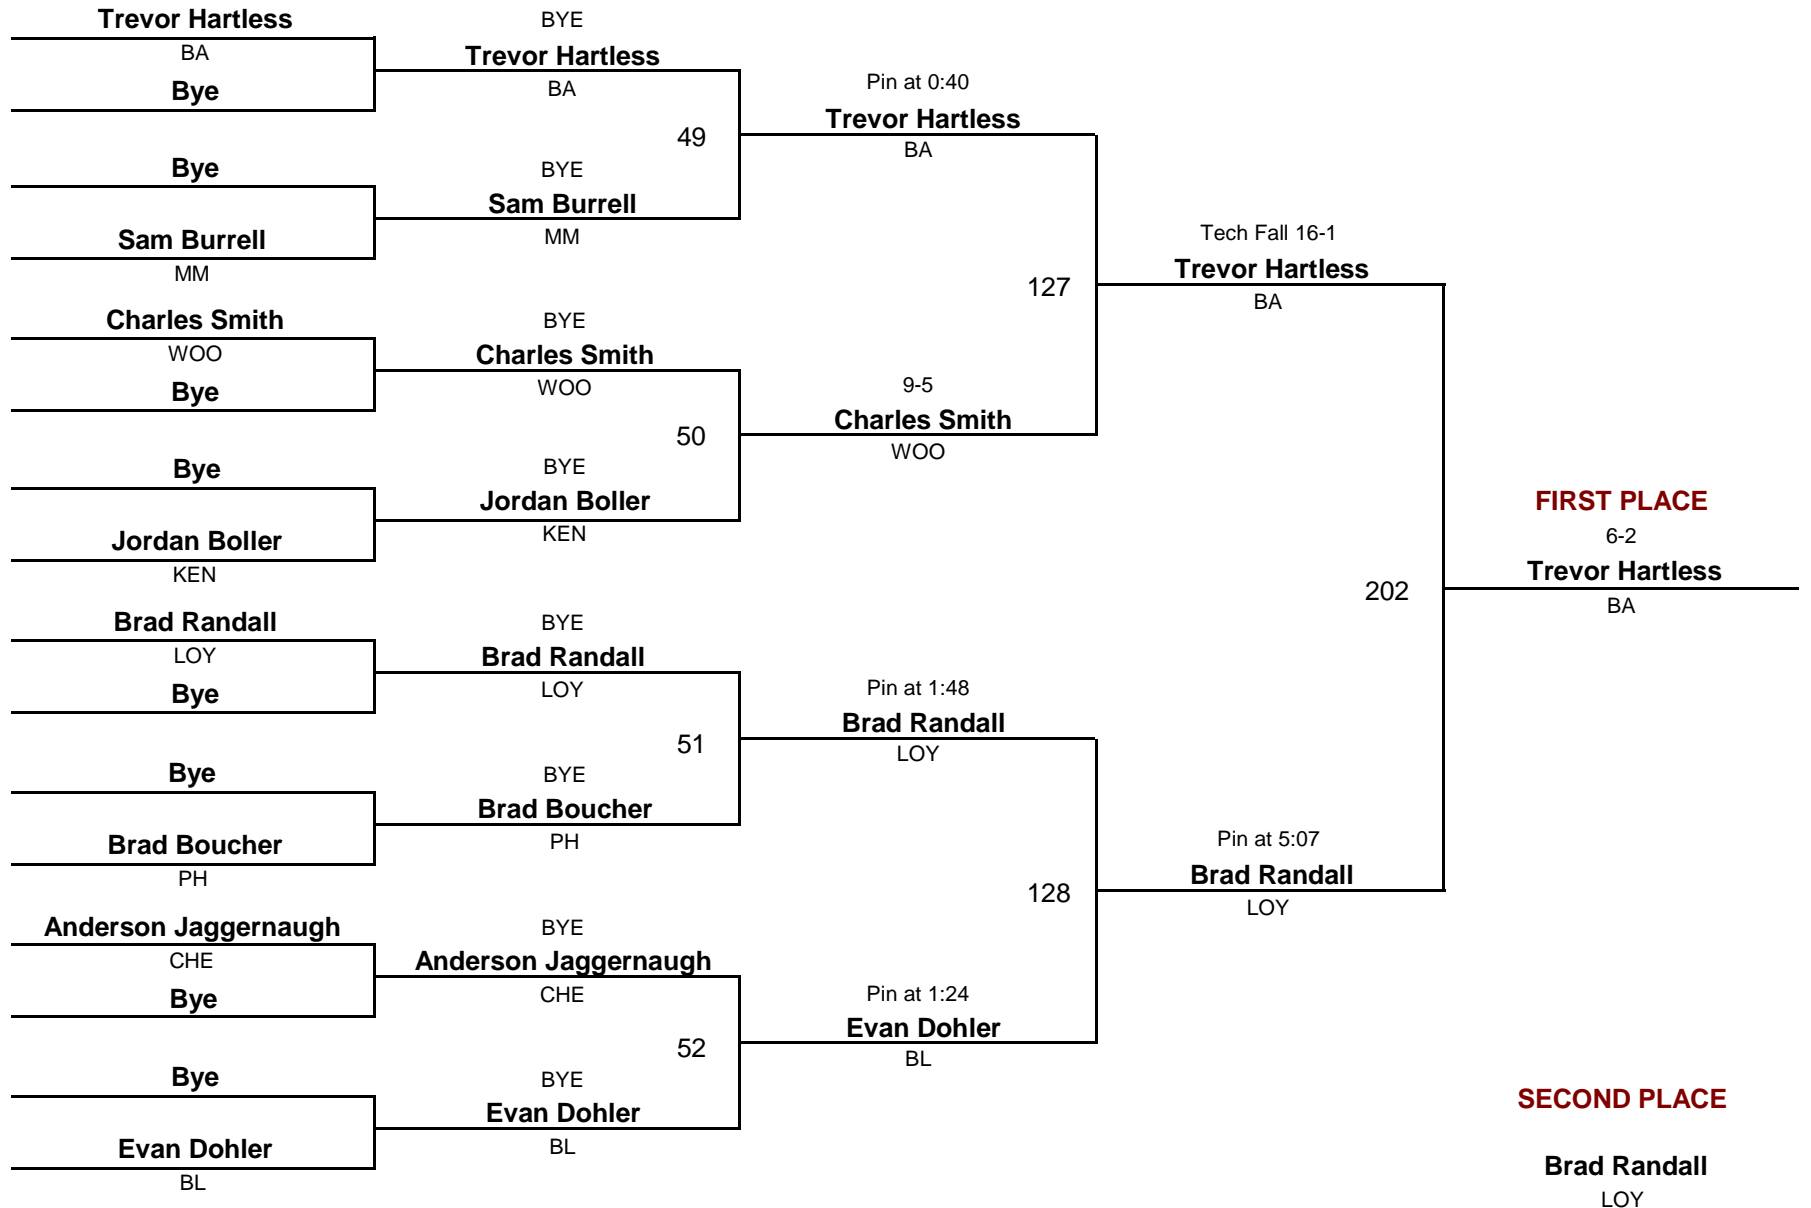 Trevor Hartless
BA
Bye
Bye
Sam Burrell
MM
Charles Smith
WOO
Bye
Bye
Jordan Boller
KEN
Brad Randall
LOY
Bye
Bye
Brad Boucher
PH
Anderson Jaggernaugh
CHE
Bye
Bye
Evan Dohler
BL
BYE
Trevor Hartless
BA
49
BYE
Sam Burrell
MM
BYE
Charles Smith
WOO
50
BYE
Jordan Boller
KEN
BYE
Brad Randall
LOY
51
BYE
Brad Boucher
PH
BYE
Anderson Jaggernaugh
CHE
52
BYE
Evan Dohler
BL
Pin at 0:40
Trevor Hartless
BA
127
9-5
Charles Smith
WOO
Pin at 1:48
Brad Randall
LOY
128
Pin at 1:24
Evan Dohler
BL
Tech Fall 16-1
Trevor Hartless
BA
202
Pin at 5:07
Brad Randall
LOY
FIRST PLACE
6-2
Trevor Hartless
BA
SECOND PLACE
Brad Randall
LOY